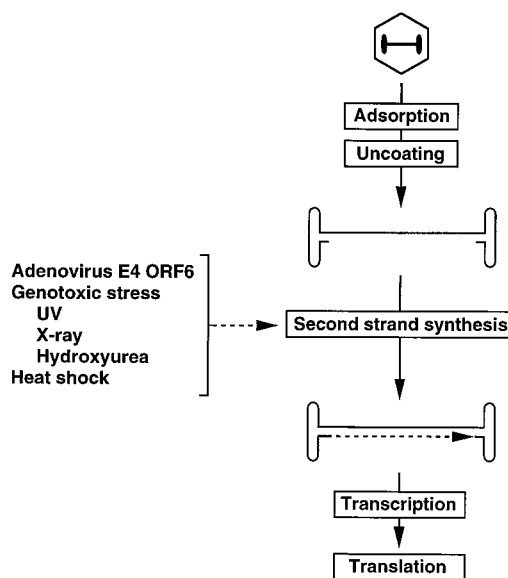 Adsorption
Uncoating
Adenovirus E4 ORF6
Genotoxic stress
UV
X-ray
Hydroxyurea
Heat shock
Second strand synthesis
Transcription
Translation